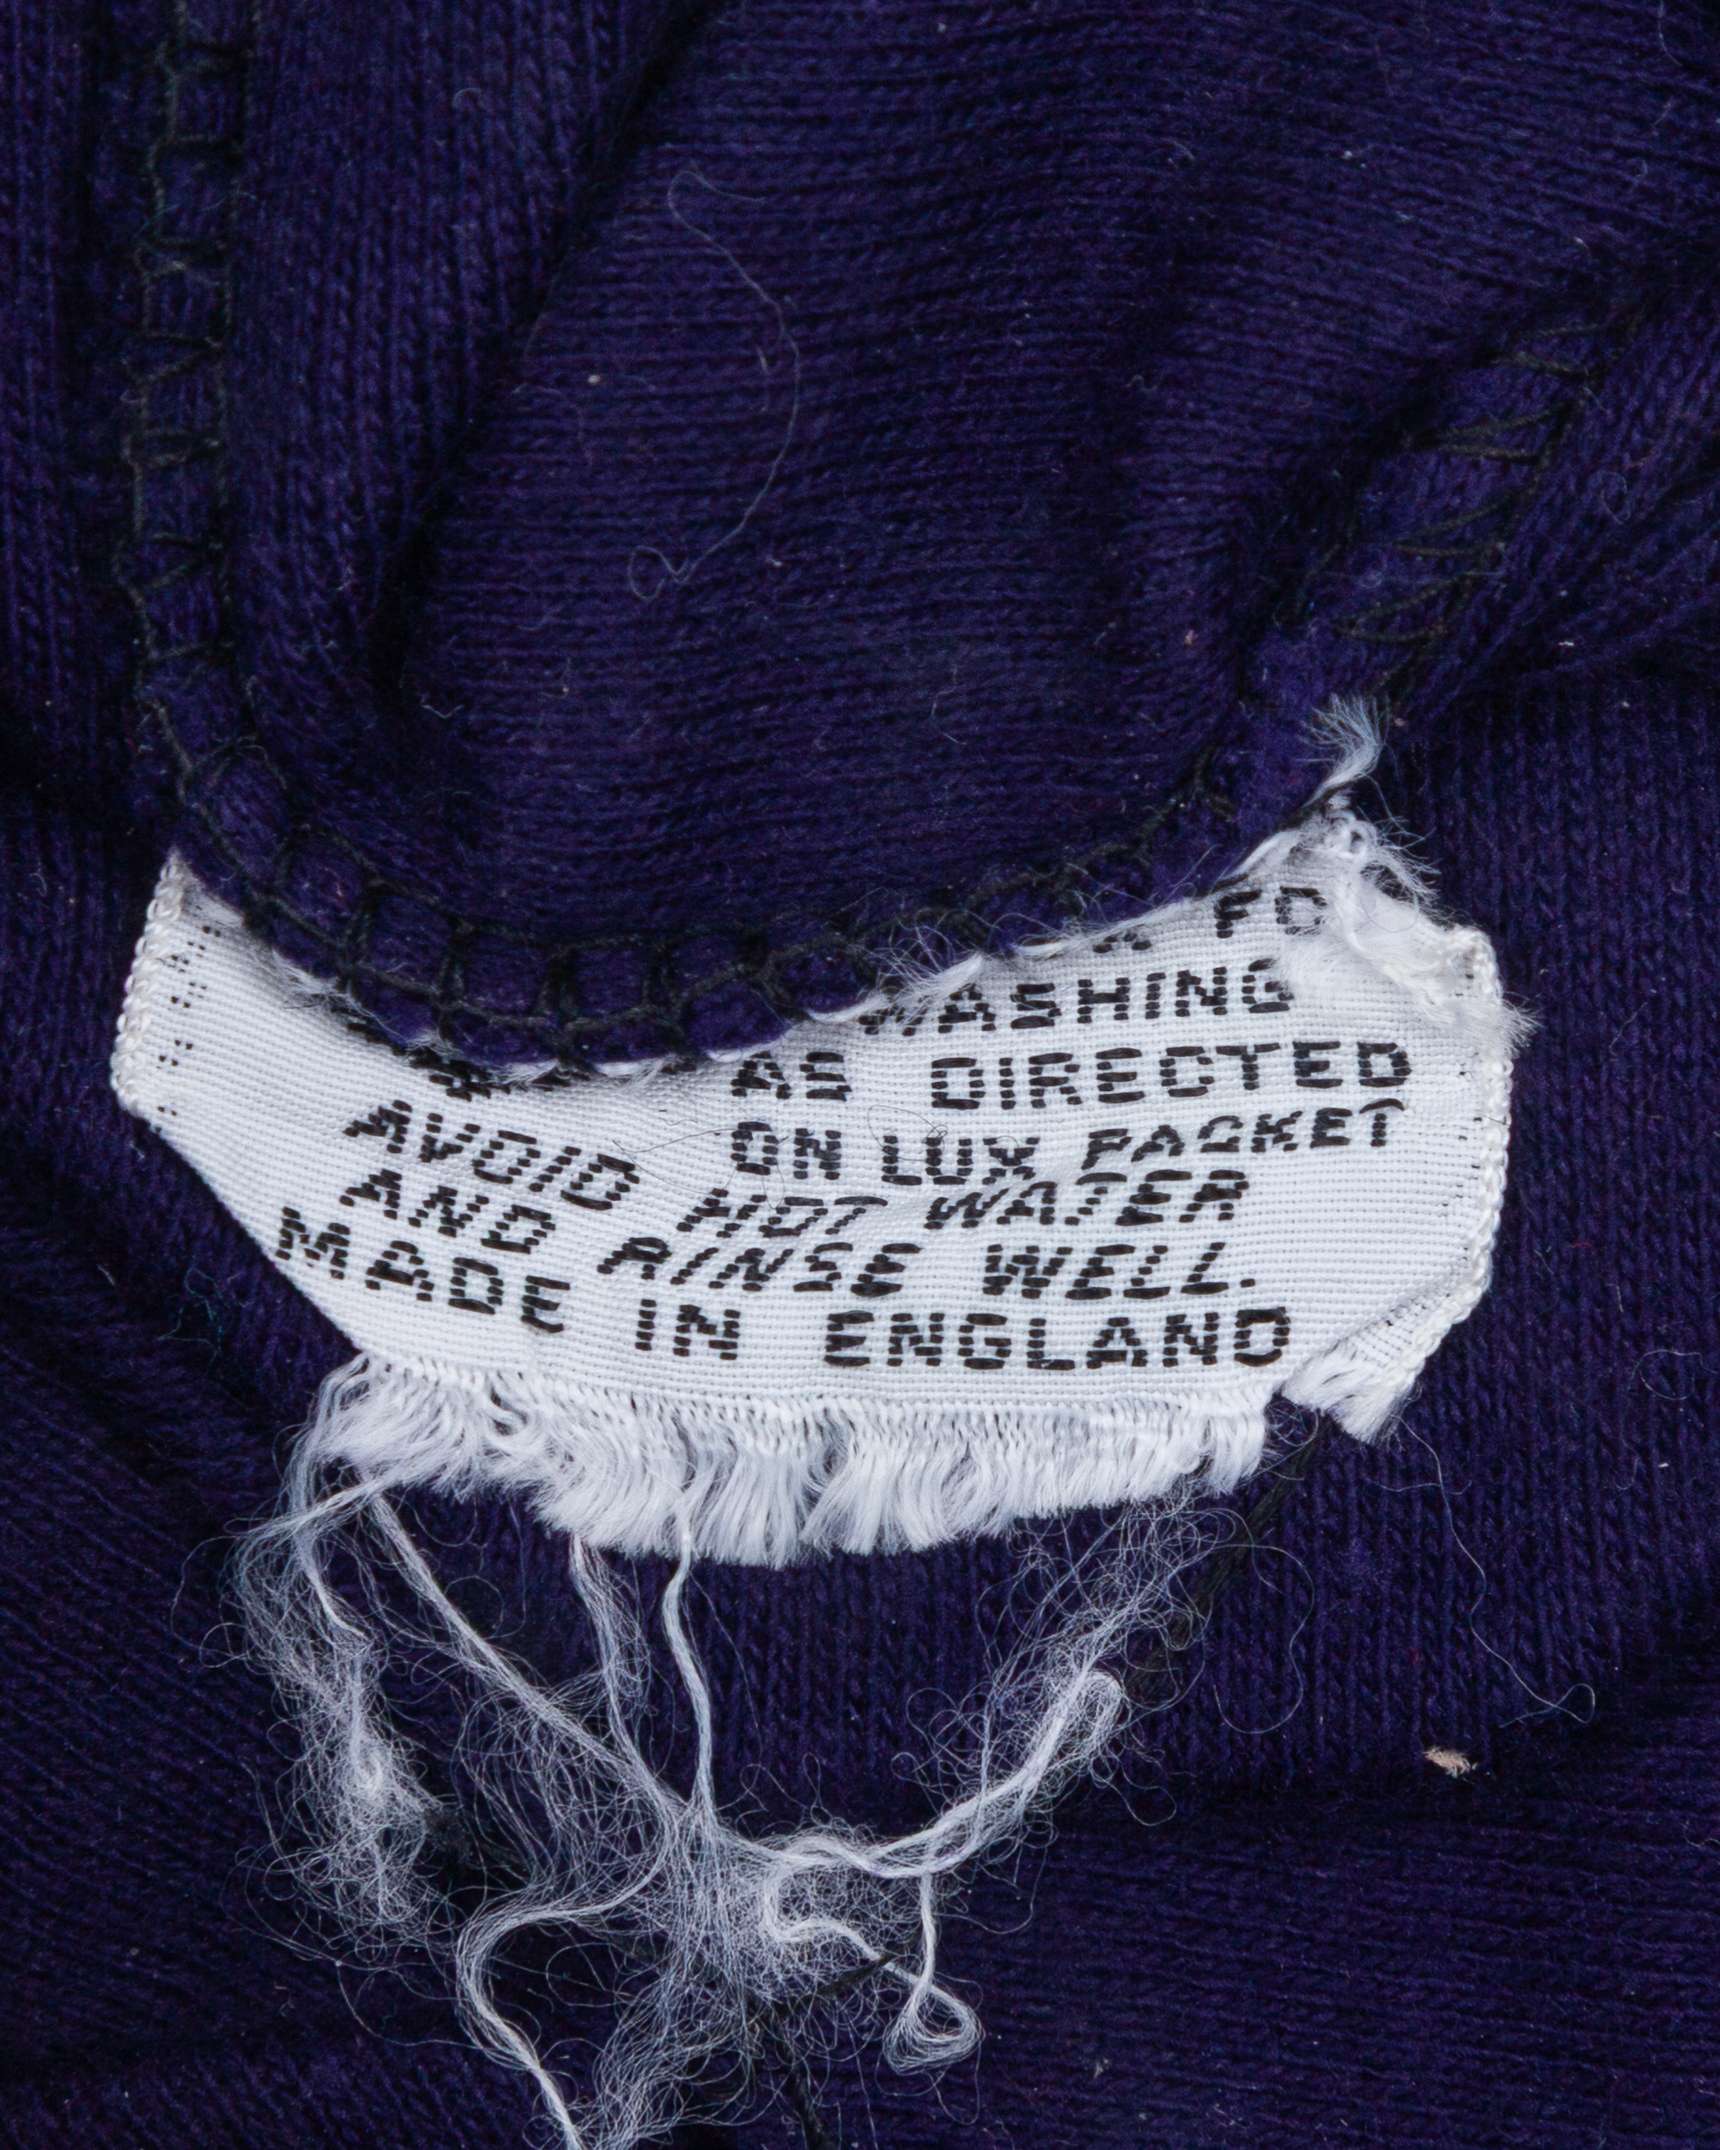 WASHING
AS DIRECTED
ON LUX PACKET
AVOID HOT WATER
AND RINSE WELL.
MADE IN ENGLAND